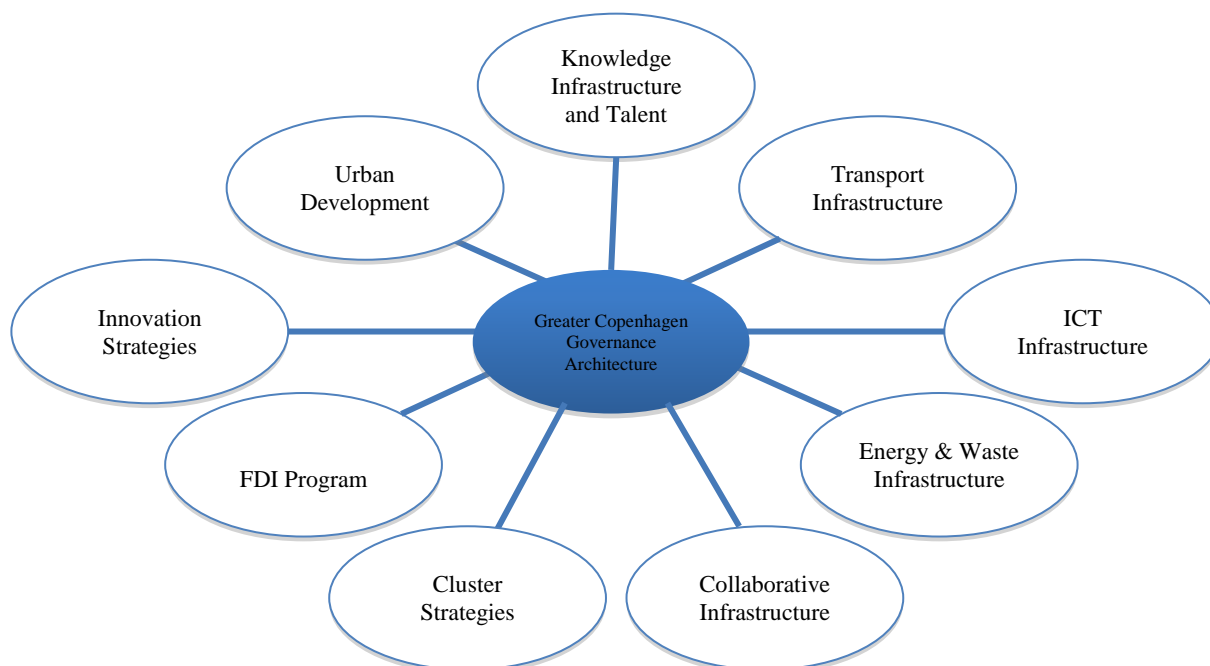 Knowledge
Infrastructure
and Talent
Urban
Development
Transport
Infrastructure
Innovation
Strategies
Greater Copenhagen
Governance
Architecture
ICT
Infrastructure
FDI Program
Energy & Waste
Infrastructure
Cluster
Strategies
Collaborative
Infrastructure